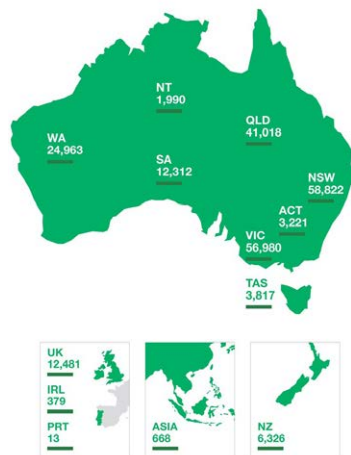 NT
1,990
QLD
41,018
WA
24,963
SA
12,312
NSW
58,822
ACT
3,221
VIC
56,980
TAS
3,817
UK
12,481
IRL
379
PRT
13
ASIA
668
NZ
6,326